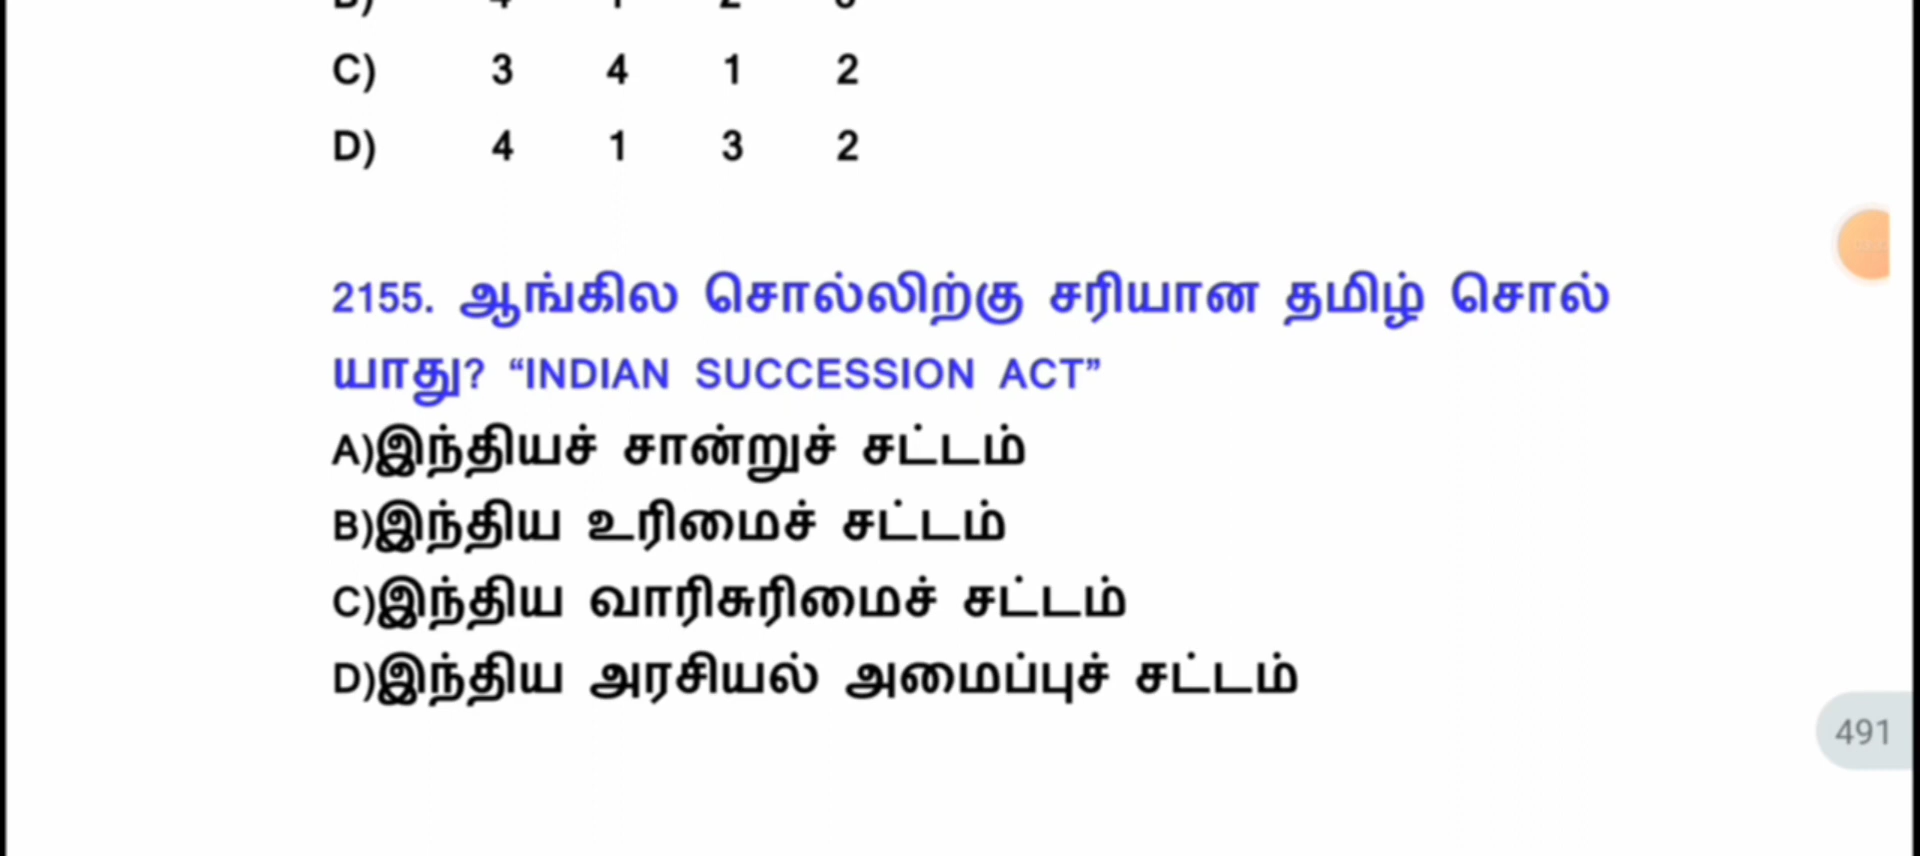 C) 3 4 1 2
D) 4 1 3 2
2155. ஆங்கில சொல்லிற்கு சரியான தமிழ் சொல்
யாது? “INDIAN SUCCESSION ACT”
A)இந்தியச் சான்றுச் சட்டம்
B)இந்திய உரிமைச் சட்டம்
C)இந்திய வாரிசுரிமைச் சட்டம்
D)இந்திய அரசியல் அமைப்புச் சட்டம்
491